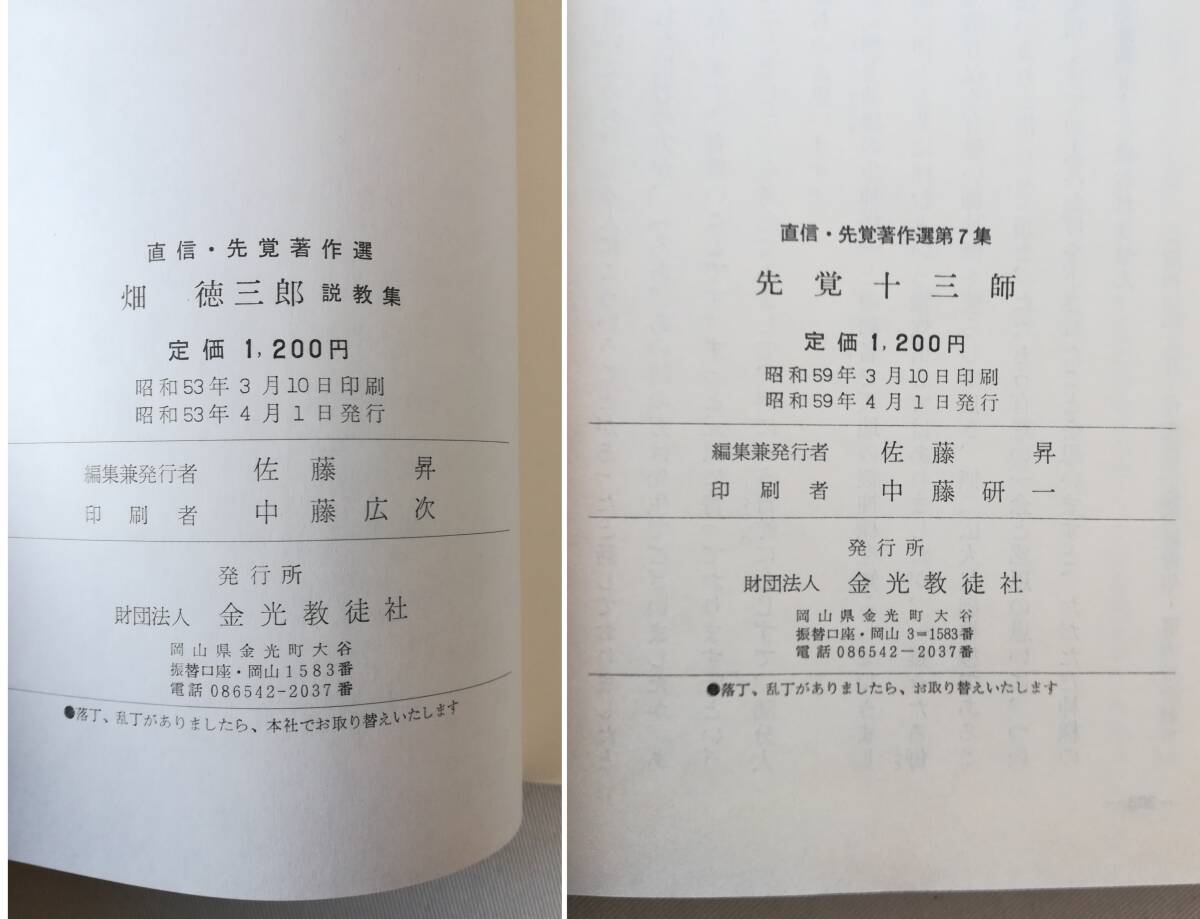 直信・先覚著作選
畑 徳三郎 説教集
定価 1,200円
昭和53年3月10日印刷
昭和53年4月1日発行
編集兼発行者 佐藤 昇
印刷者 中藤広次
発行所
財団法人 金光教徒社
岡山県金光町大谷
振替口座・岡山1583番
電話086542-2037番
●落丁、乱丁がありましたら、本社でお取り替えいたします
直信・先覚著作選第7集
先覚十三師
定価1,200円
昭和59年3月10日印刷
昭和59年4月1日発行
編集兼発行者 佐藤 昇
印刷者 中藤研一
発行所
財団法人 金光教徒社
岡山県金光町大谷
振替口座・岡山3=1583番
電話086542-2037番
●落丁、乱丁がありましたら、お取り替えいたします